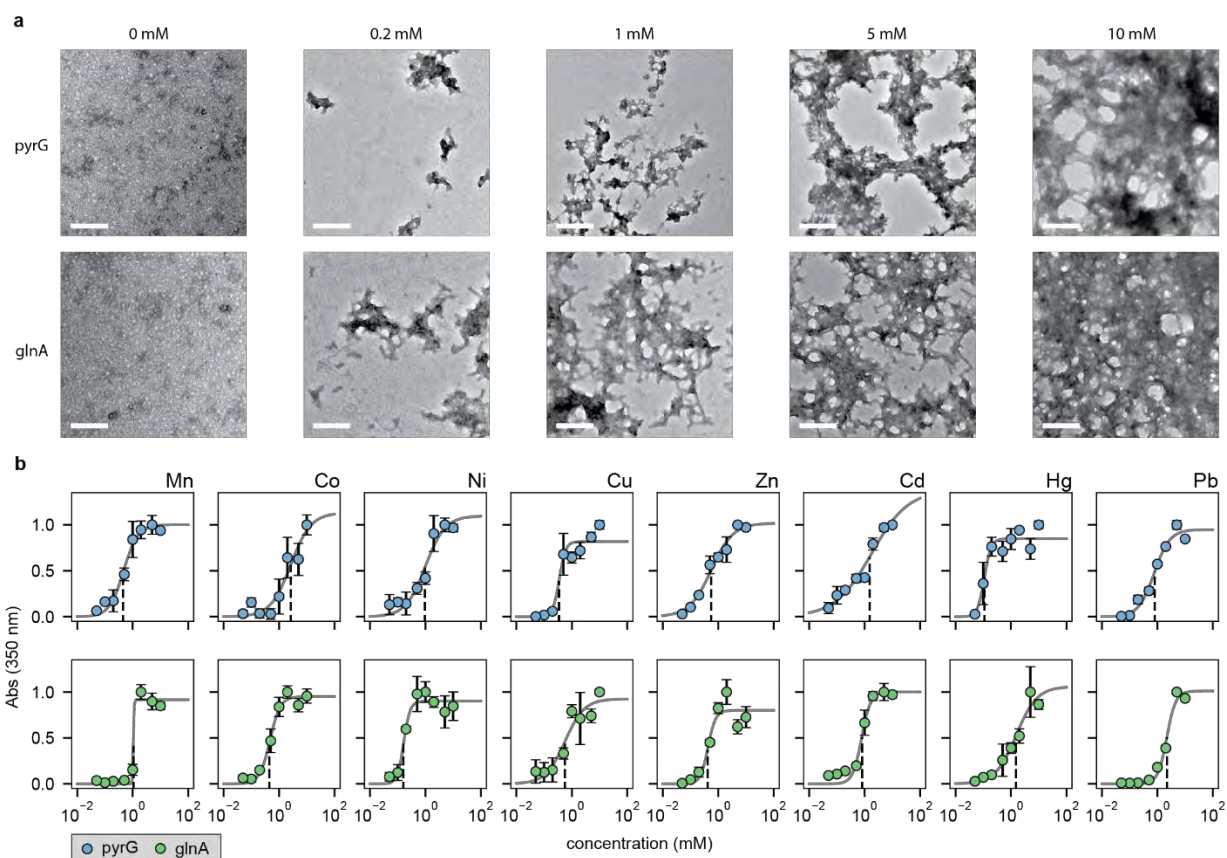 a
0 mM 0.2 mM 1 mM 5 mM 10 mM
pyrG
glnA
b
Mn Co Ni Cu Zn Cd Hg Pb
1.0
0.5
0.0
1.0
0.5
0.0
Abs (350 nm)
10⁻² 10⁰ 10² 10⁻² 10⁰ 10² 10⁻² 10⁰ 10² 10⁻² 10⁰ 10² 10⁻² 10⁰ 10² 10⁻² 10⁰ 10² 10⁻² 10⁰ 10² 10⁻² 10⁰ 10²
concentration (mM)
pyrG glnA